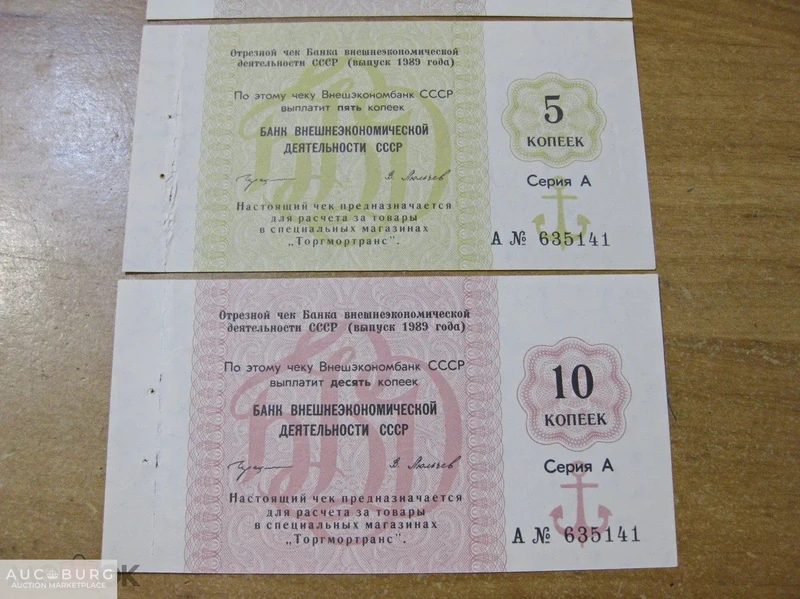 Отрезной чек Банка внешнеэкономической
деятельности СССР (выпуск 1989 года)
По этому чеку Внешэкономбанк СССР
выплатит пять копеек
БАНК ВНЕШНЕЭКОНОМИЧЕСКОЙ
ДЕЯТЕЛЬНОСТИ СССР
Настоящий чек предназначается
для расчета за товары
в специальных магазинах
„Торгмортранс".
5
КОПЕЕК
Серия А
А № 635141
Отрезной чек Банка внешнеэкономической
деятельности СССР (выпуск 1989 года)
По этому чеку Внешэкономбанк СССР
выплатит десять копеек
БАНК ВНЕШНЕЭКОНОМИЧЕСКОЙ
ДЕЯТЕЛЬНОСТИ СССР
Настоящий чек предназначается
для расчета за товары
в специальных магазинах
„Торгмортранс".
10
КОПЕЕК
Серия А
А № 635141
AUC BURG
AUCTION MARKETPLACE